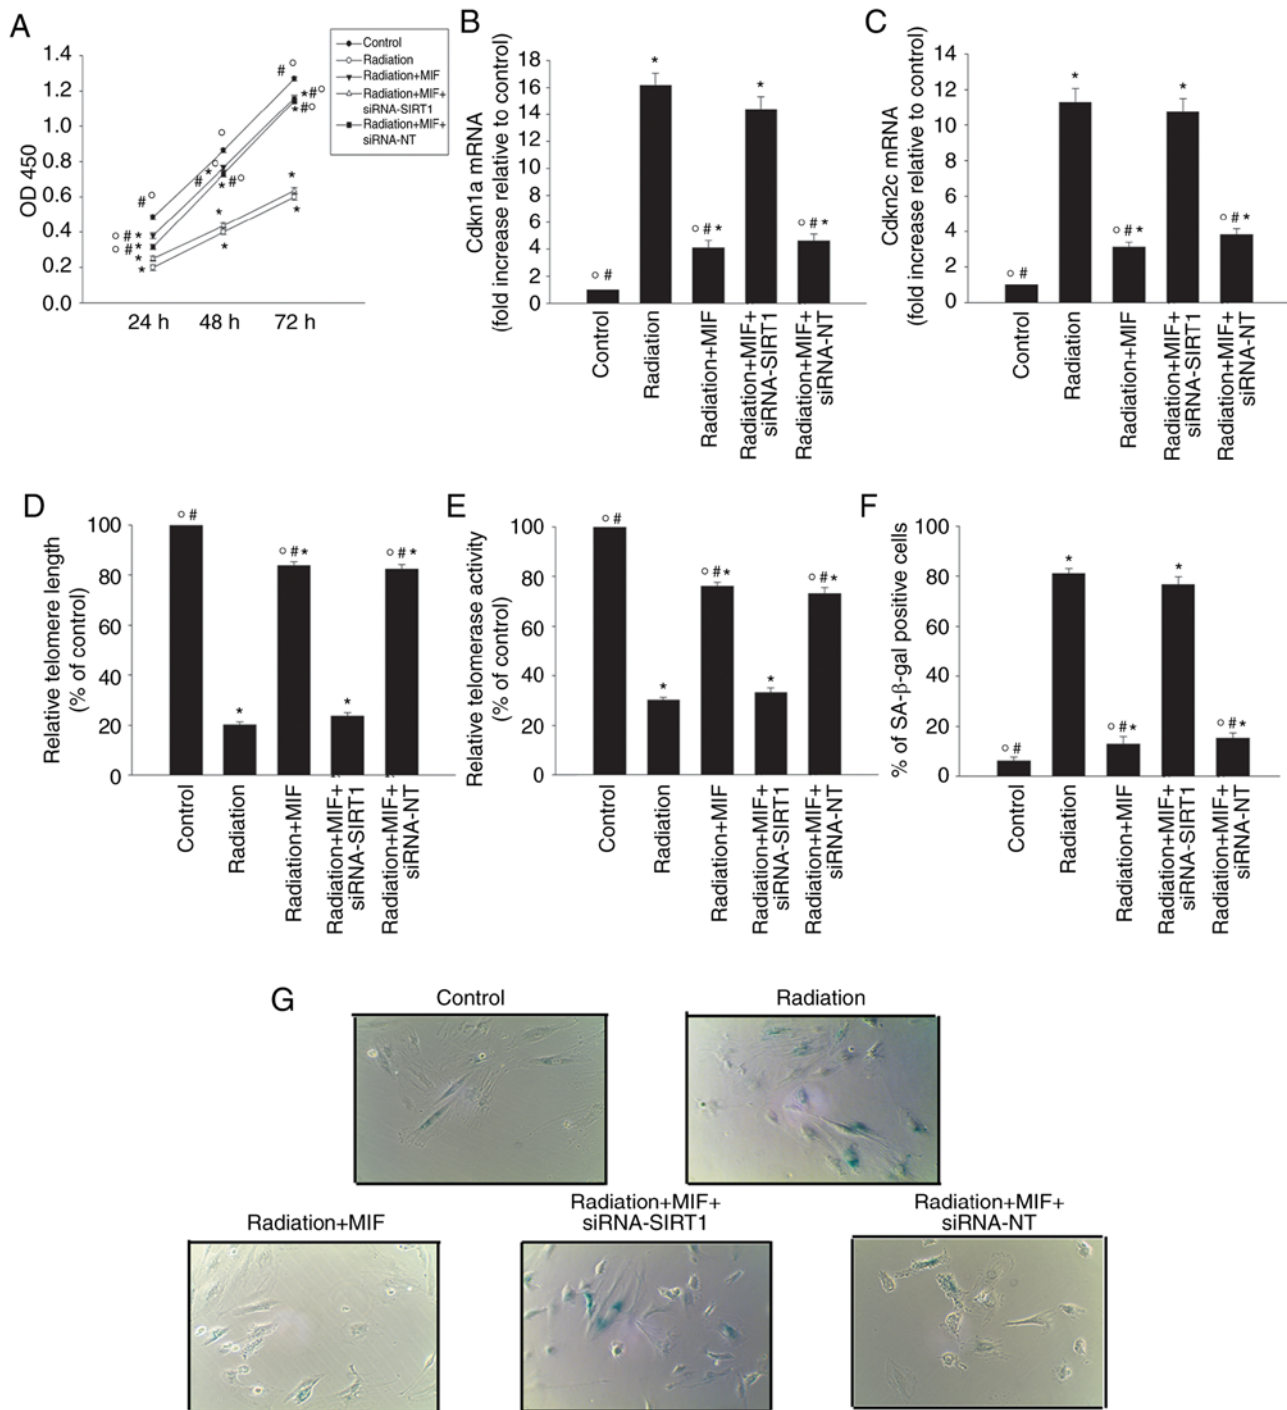 A
OD 450
1.4
1.2
1.0
0.8
0.6
0.4
0.2
0.0
24 h 48 h 72 h
Control
Radiation
Radiation+MIF
Radiation+MIF+
siRNA-SIRT1
Radiation+MIF+
siRNA-NT
# ○
# ○
# ○
*#○
*#○
○
*
#
* #○
○ #*
○ #*
*
*
*
*
*
*
B
Cdkn1a mRNA
(fold increase relative to control)
18
16
14
12
10
8
6
4
2
0
○ #
*
○ # *
*
○ # *
Control
Radiation
Radiation+MIF
Radiation+MIF+
siRNA-SIRT1
Radiation+MIF+
siRNA-NT
C
Cdkn2c mRNA
(fold increase relative to control)
14
12
10
8
6
4
2
0
○ #
*
○ # *
*
○ # *
Control
Radiation
Radiation+MIF
Radiation+MIF+
siRNA-SIRT1
Radiation+MIF+
siRNA-NT
D
Relative telomere length
(% of control)
100
80
60
40
20
0
○ #
*
○ # *
*
○ # *
Control
Radiation
Radiation+MIF
Radiation+MIF+
siRNA-SIRT1
Radiation+MIF+
siRNA-NT
E
Relative telomerase activity
(% of control)
100
80
60
40
20
0
○ #
*
○ # *
*
○ # *
Control
Radiation
Radiation+MIF
Radiation+MIF+
siRNA-SIRT1
Radiation+MIF+
siRNA-NT
F
% of SA-β-gal positive cells
100
80
60
40
20
0
○ #
*
○ # *
*
○ # *
Control
Radiation
Radiation+MIF
Radiation+MIF+
siRNA-SIRT1
Radiation+MIF+
siRNA-NT
G
Control
Radiation
Radiation+MIF
Radiation+MIF+
siRNA-SIRT1
Radiation+MIF+
siRNA-NT